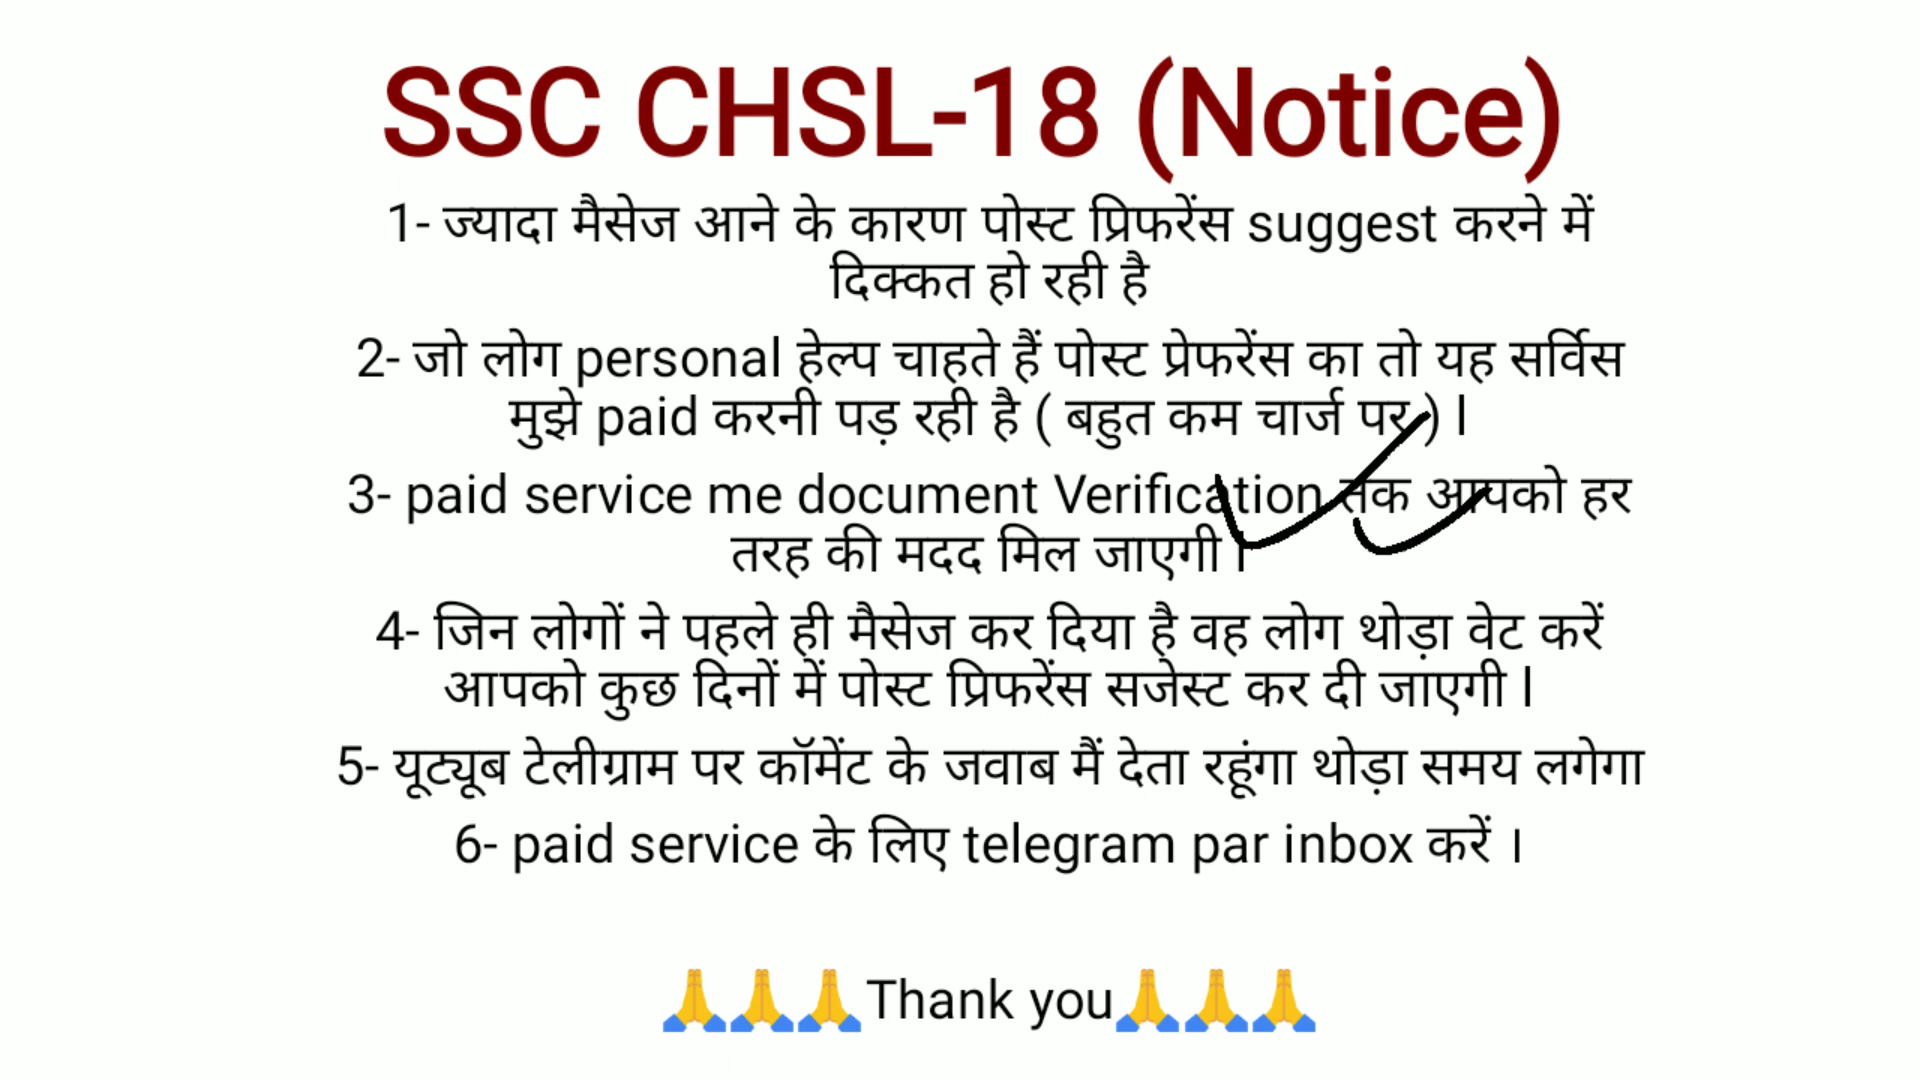 SSC CHSL-18 (Notice)
1- ज्यादा मैसेज आने के कारण पोस्ट प्रिफरेंस suggest करने में
दिक्कत हो रही है
2- जो लोग personal हेल्प चाहते हैं पोस्ट प्रेफरेंस का तो यह सर्विस
मुझे paid करनी पड़ रही है ( बहुत कम चार्ज पर ) l
3- paid service me document Verification तक आपको हर
तरह की मदद मिल जाएगी l
4- जिन लोगों ने पहले ही मैसेज कर दिया है वह लोग थोड़ा वेट करें
आपको कुछ दिनों में पोस्ट प्रिफरेंस सजेस्ट कर दी जाएगी l
5- यूट्यूब टेलीग्राम पर कॉमेंट के जवाब मैं देता रहूंगा थोड़ा समय लगेगा
6- paid service के लिए telegram par inbox करें ।
🙏🙏🙏Thank you🙏🙏🙏